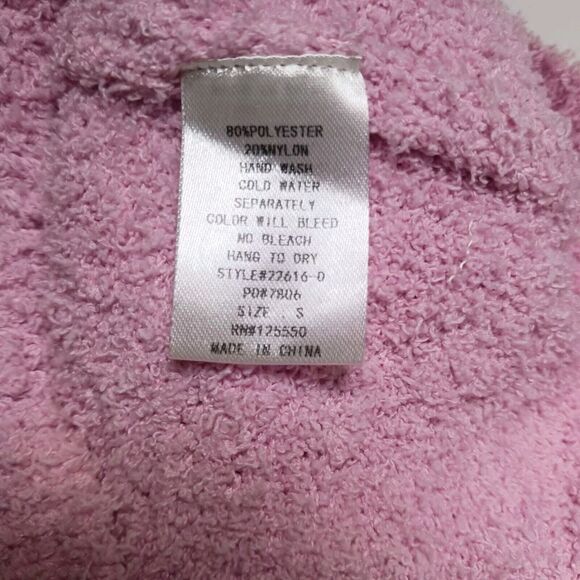 80%POLYESTER
20%NYLON
HAND WASH
COLD WATER
SEPARATELY
COLOR WILL BLEED
NO BLEACH
HANG TO DRY
STYLE#22616-0
PO#7806
SIZE . S
RN#125550
MADE IN CHINA